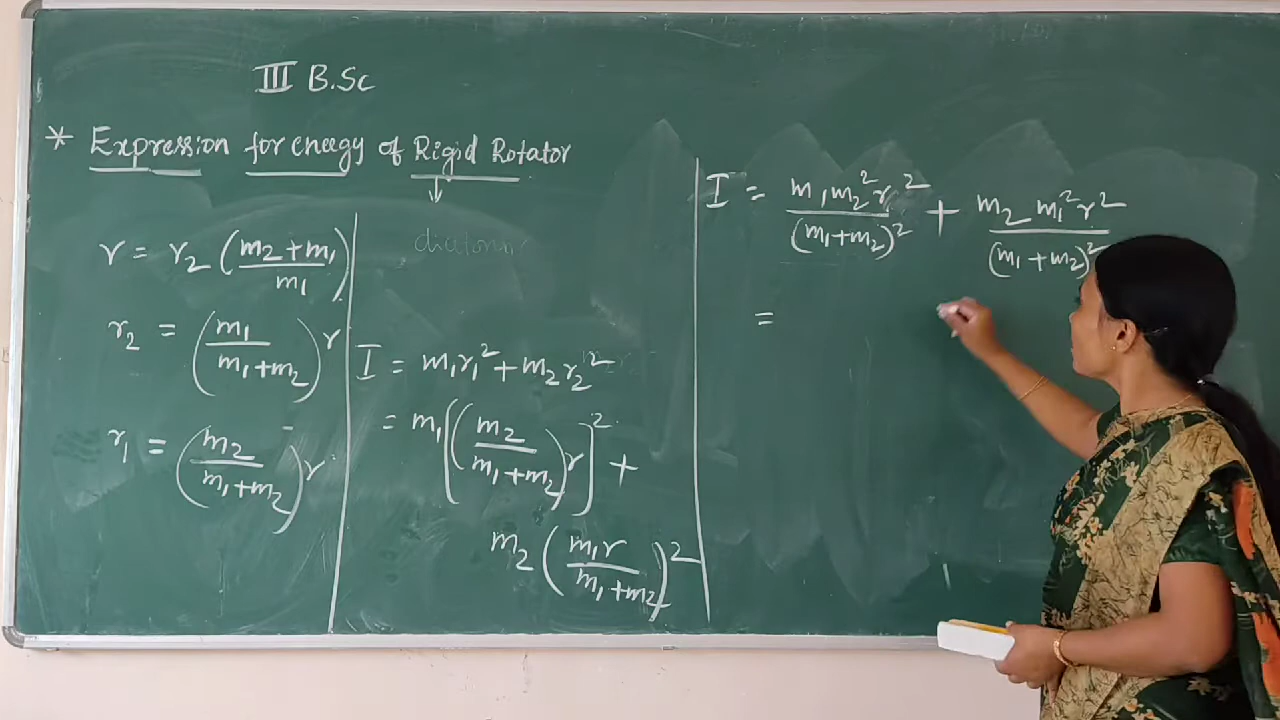 III B.Sc
* Expression for energy of Rigid Rotator
↓
r = r₂ ((m₂ + m₁)/m₁)
r₂ = (m₁/(m₁+m₂)) r
r₁ = (m₂/(m₁+m₂)) r
I = m₁r₁² + m₂r₂²
= m₁[(m₂/(m₁+m₂)) r]² +
m₂ (m₁r/(m₁+m₂))²
I = m₁m₂²r²/(m₁+m₂)² + m₂m₁²r²/(m₁+m₂)²
=